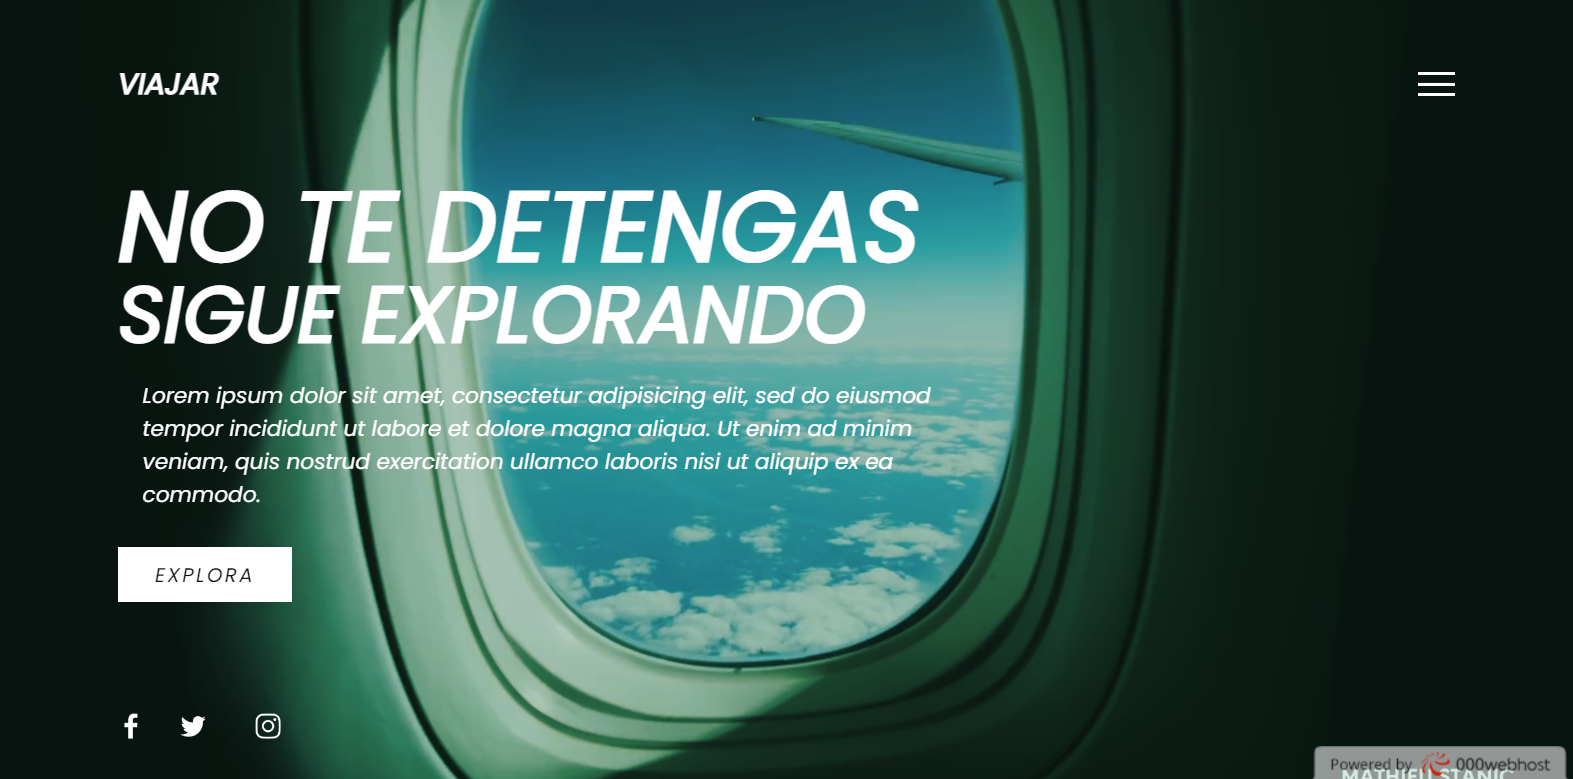 VIAJAR
NO TE DETENGAS
SIGUE EXPLORANDO
Lorem ipsum dolor sit amet, consectetur adipisicing elit, sed do eiusmod
tempor incididunt ut labore et dolore magna aliqua. Ut enim ad minim
veniam, quis nostrud exercitation ullamco laboris nisi ut aliquip ex ea
commodo.
EXPLORA
Powered by 000webhost
MATHIEU STANIC